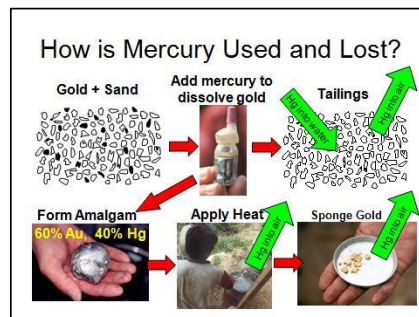 How is Mercury Used and Lost?
Gold + Sand
Add mercury to
dissolve gold
Tailings
Hg into water
Hg into air
Form Amalgam
60% Au, 40% Hg
Apply Heat
Hg into air
Sponge Gold
Hg into air